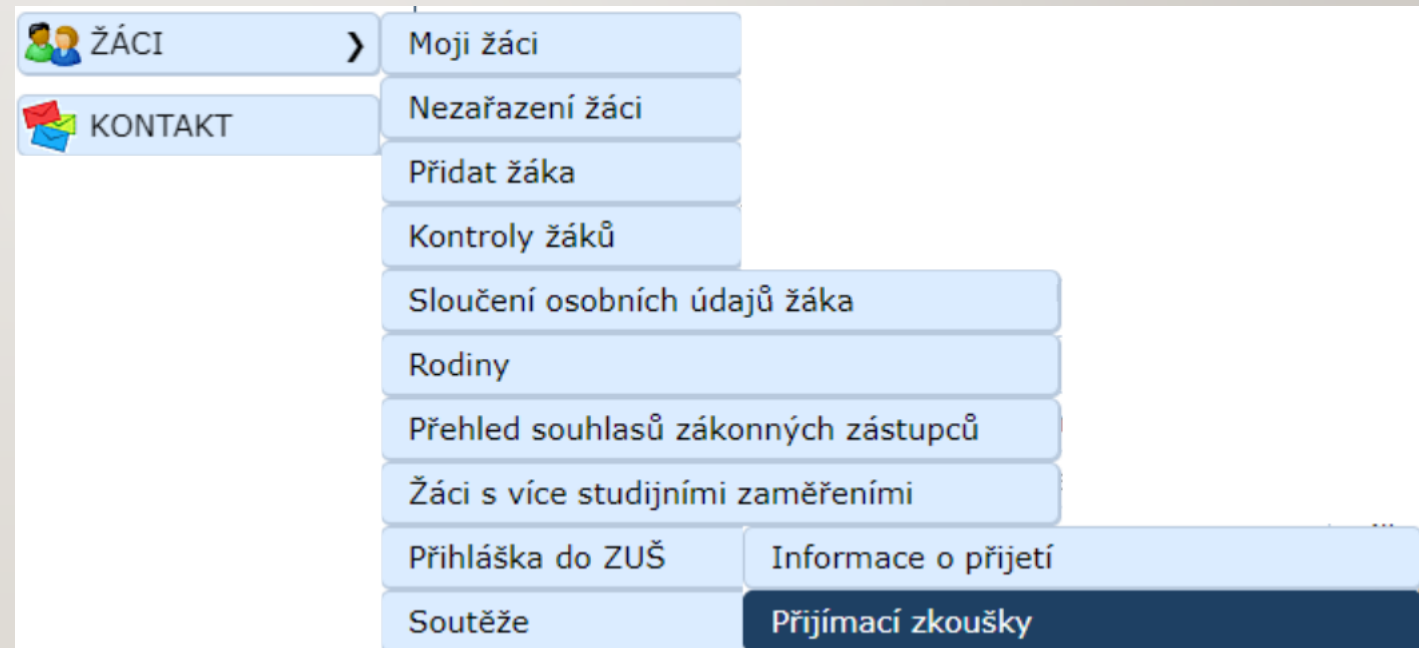 ŽÁCI
KONTAKT
Moji žáci
Nezařazení žáci
Přidat žáka
Kontroly žáků
Sloučení osobních údajů žáka
Rodiny
Přehled souhlasů zákonných zástupců
Žáci s více studijními zaměřeními
Přihláška do ZUŠ
Informace o přijetí
Soutěže
Přijímací zkoušky